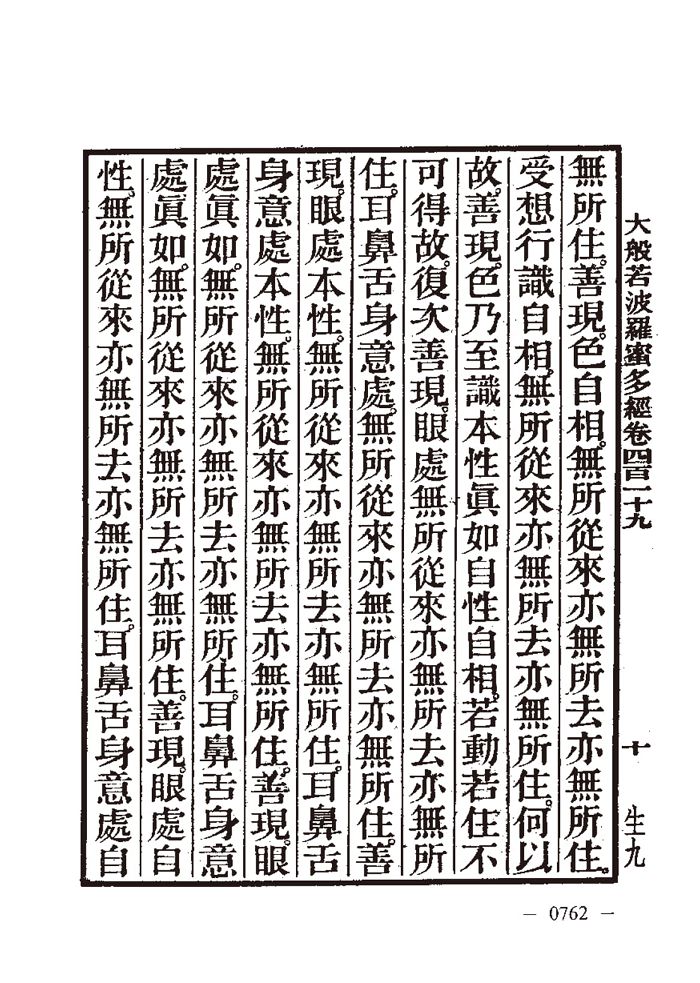 大般若波羅蜜多經卷四百二十九 十 生九
無所住。善現。色自相。無所從來亦無所去亦無所住。
受想行識自相。無所從來亦無所去亦無所住。何以
故。善現。色乃至識本性眞如自性自相。若動若住不
可得故。復次善現。眼處無所從來亦無所去亦無所
住。耳鼻舌身意處。無所從來亦無所去亦無所住。善
現。眼處本性。無所從來亦無所去亦無所住。耳鼻舌
身意處本性。無所從來亦無所去亦無所住。善現。眼
處眞如。無所從來亦無所去亦無所住。耳鼻舌身意
處眞如。無所從來亦無所去亦無所住。善現。眼處自
性。無所從來亦無所去亦無所住。耳鼻舌身意處自
— 0762 —